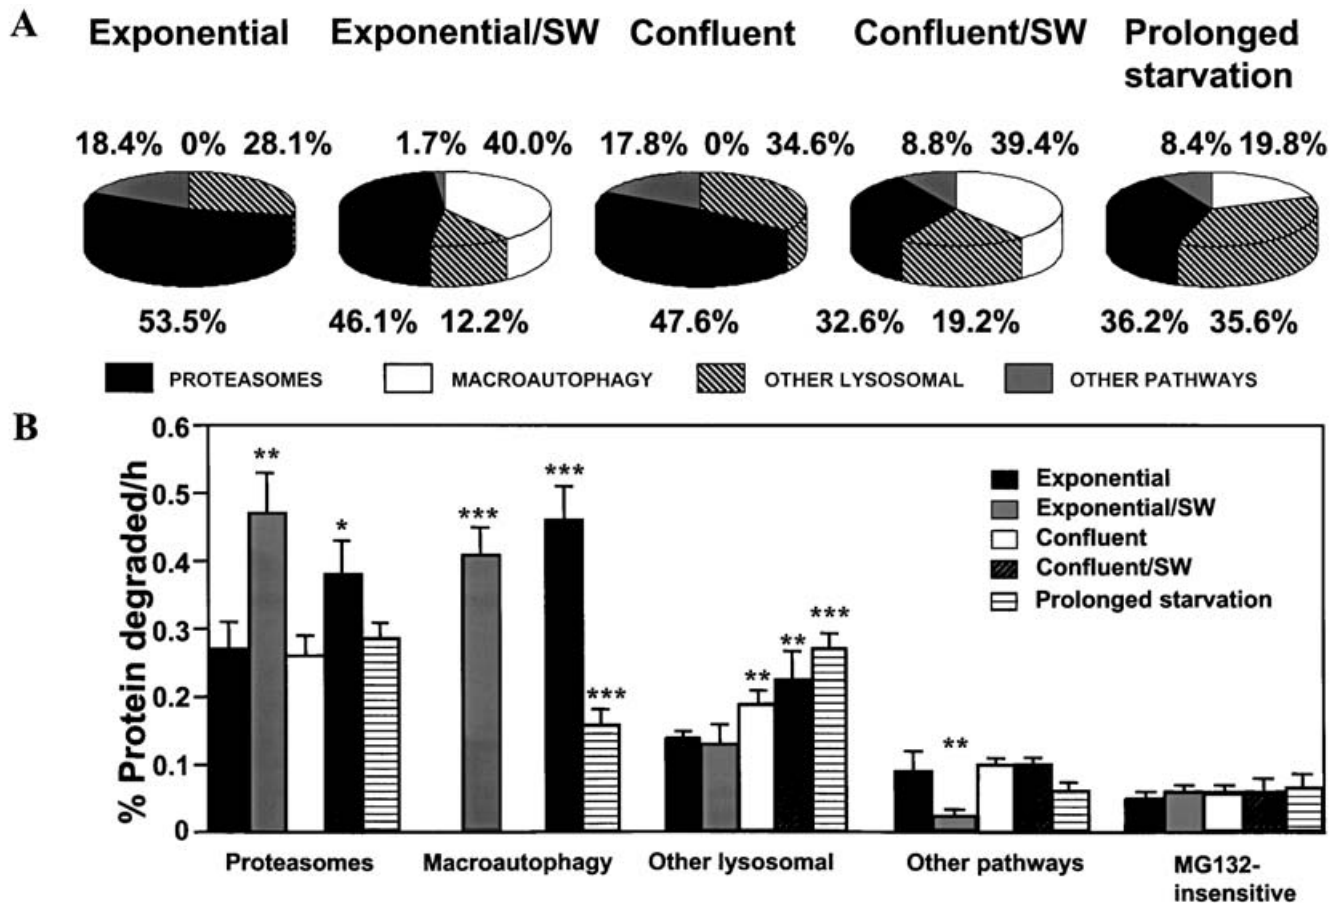 A
Exponential
Exponential/SW
Confluent
Confluent/SW
Prolonged
starvation
18.4% 0% 28.1%
1.7% 40.0%
17.8% 0% 34.6%
8.8% 39.4%
8.4% 19.8%
53.5%
46.1% 12.2%
47.6%
32.6% 19.2%
36.2% 35.6%
PROTEASOMES
MACROAUTOPHAGY
OTHER LYSOSOMAL
OTHER PATHWAYS
B
% Protein degraded/h
0.6
0.5
0.4
0.3
0.2
0.1
0
**
*
***
***
***
**
**
***
**
Exponential
Exponential/SW
Confluent
Confluent/SW
Prolonged starvation
Proteasomes
Macroautophagy
Other lysosomal
Other pathways
MG132-
insensitive